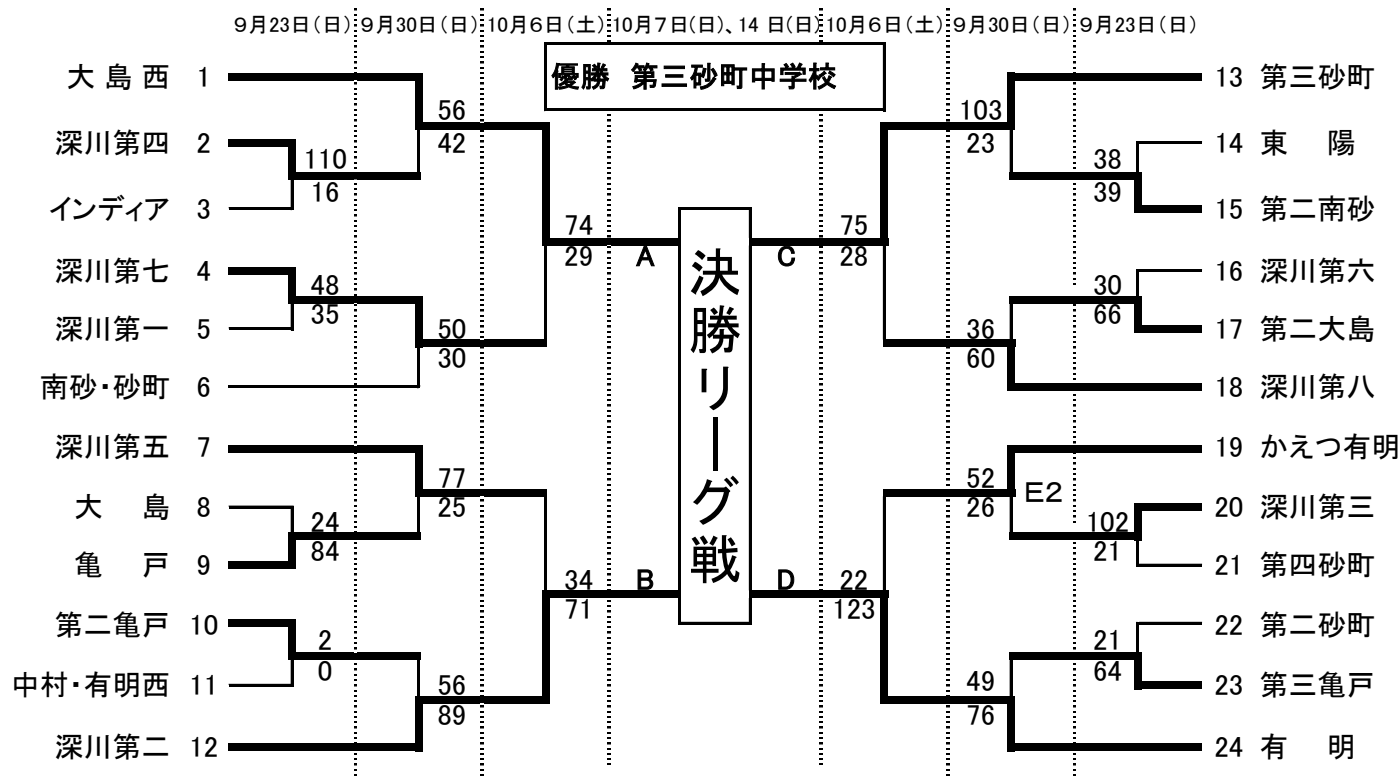 9月23日(日) 9月30日(日) 10月6日(土) 10月7日(日)、14日(日) 10月6日(土) 9月30日(日) 9月23日(日)
優勝 第三砂町中学校
大島西 1
深川第四 2
インディア 3
深川第七 4
深川第一 5
南砂・砂町 6
深川第五 7
大 島 8
亀 戸 9
第二亀戸 10
中村・有明西 11
深川第二 12
110
16
48
35
24
84
2
0
56
42
50
30
77
25
56
89
74
29
34
71
A
B
決勝リーグ戦
C
D
75
28
22
123
103
23
36
60
52
26
E2
49
76
38
39
30
66
102
21
21
64
13 第三砂町
14 東 陽
15 第二南砂
16 深川第六
17 第二大島
18 深川第八
19 かえつ有明
20 深川第三
21 第四砂町
22 第二砂町
23 第三亀戸
24 有 明